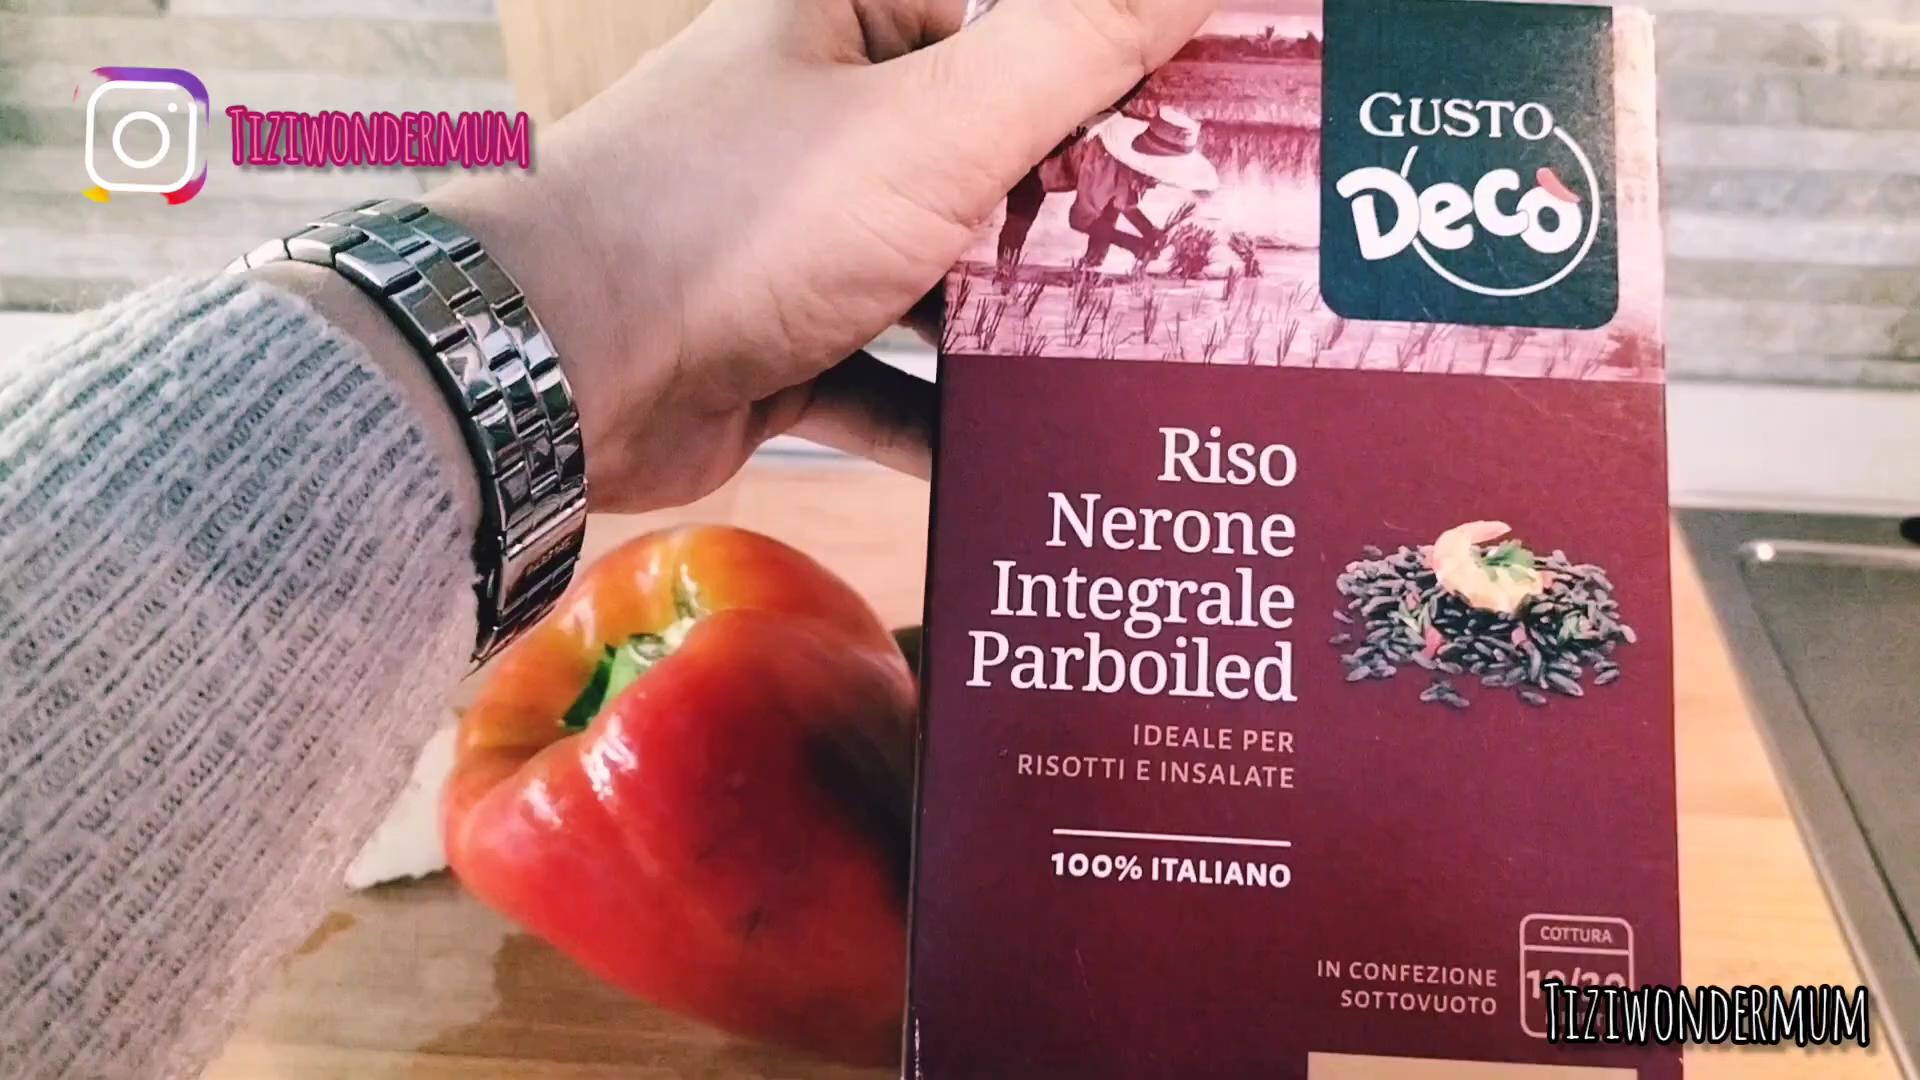 Tiziwondermum
GUSTO
Decò
Riso
Nerone
Integrale
Parboiled
IDEALE PER
RISOTTI E INSALATE
100% ITALIANO
IN CONFEZIONE
SOTTOVUOTO
COTTURA
Tiziwondermum